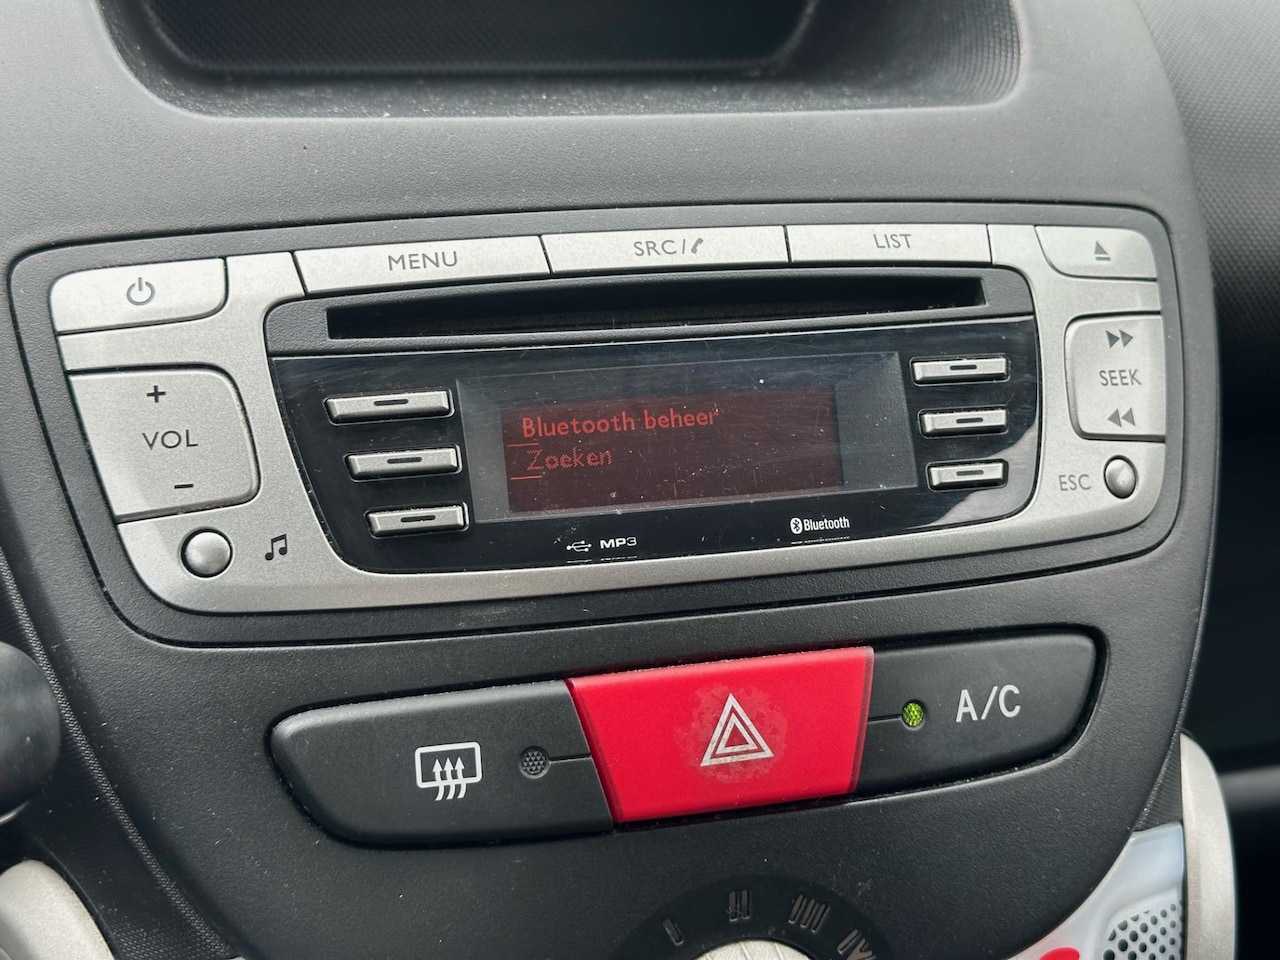 MENU
SRC/
LIST
+
VOL
−
SEEK
ESC
Bluetooth beheer
Zoeken
MP3
Bluetooth
A/C